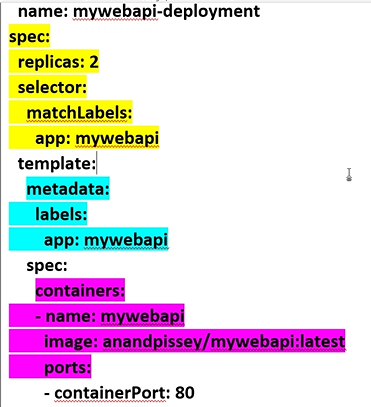 name: mywebapi-deployment
spec:
replicas: 2
selector:
matchLabels:
app: mywebapi
template:
metadata:
labels:
app: mywebapi
spec:
containers:
- name: mywebapi
image: anandpissey/mywebapi:latest
ports:
- containerPort: 80